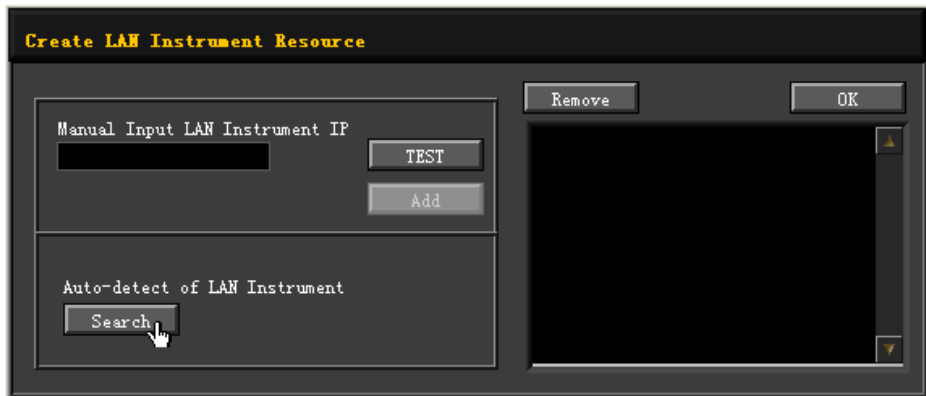 Create LAN Instrument Resource
Remove
OK
Manual Input LAN Instrument IP
TEST
Add
Auto-detect of LAN Instrument
Search